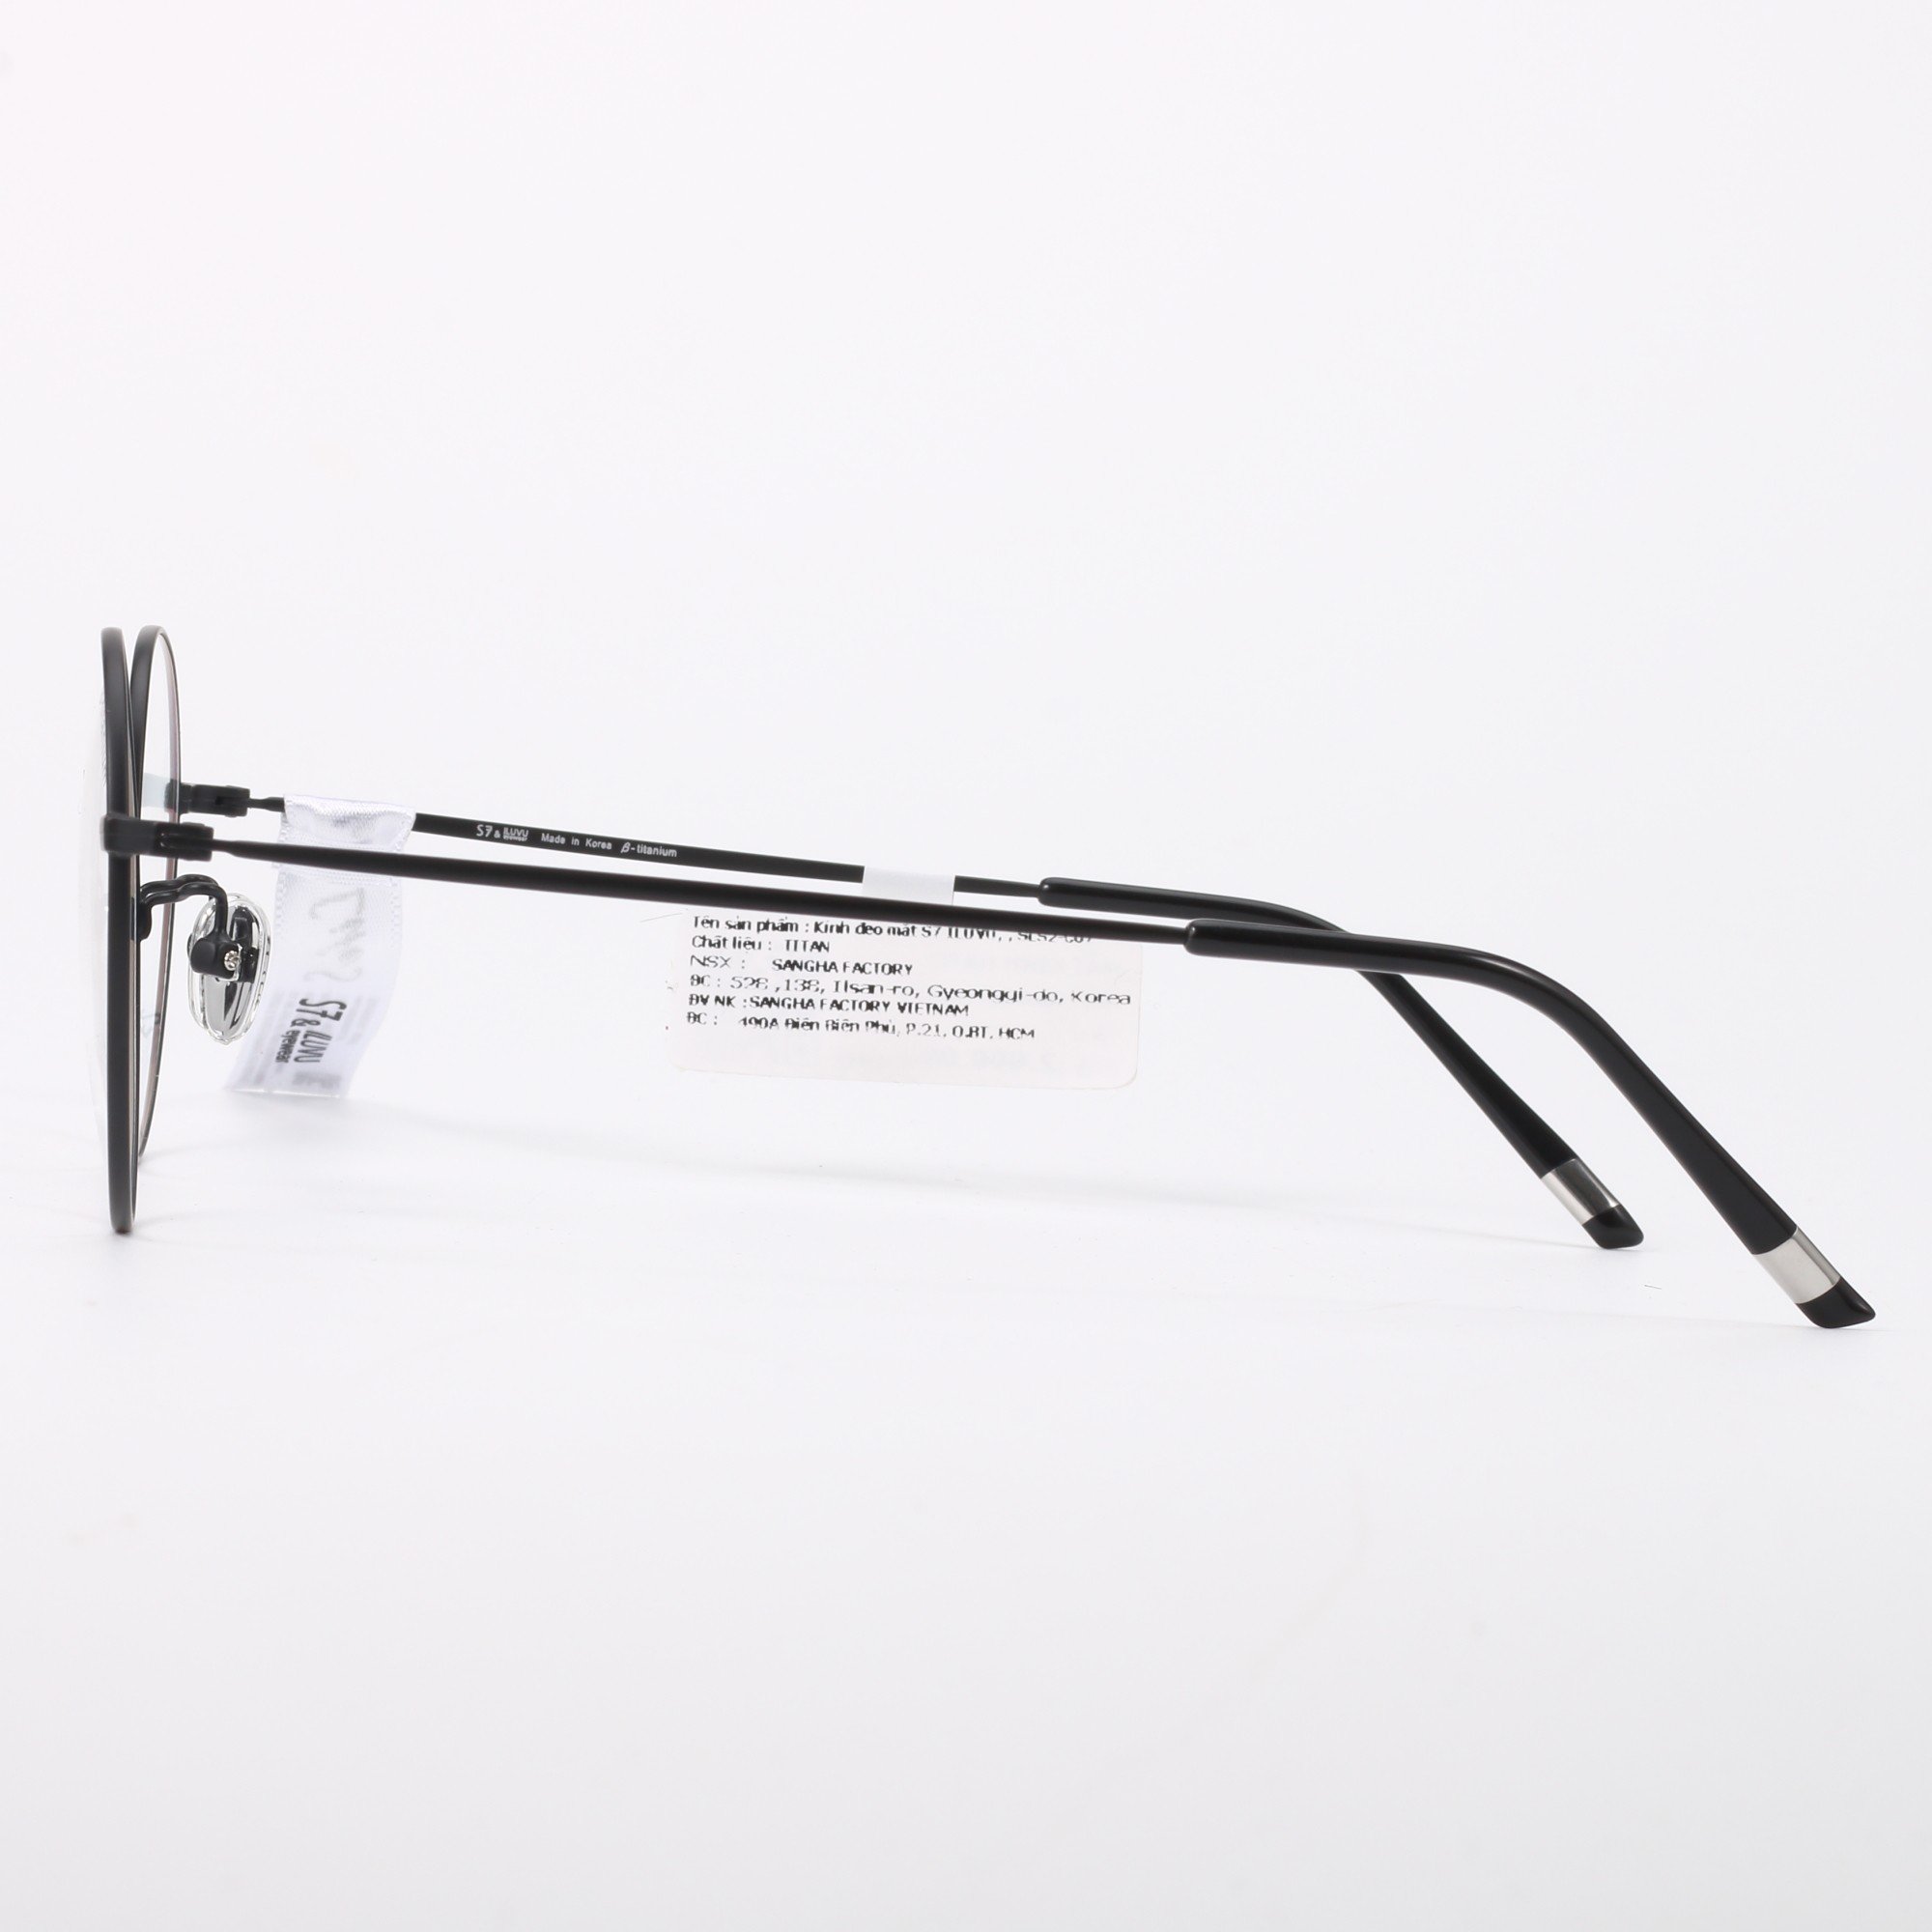 S7 & ILUVU eyewear Made in Korea β-titanium
Tên sản phẩm : Kính đeo mắt S7 ILUVU,
Chất liệu : TITAN
NSX : SANGHA FACTORY
ĐC : 528 ,138, Ilsan-ro, Gyeonggi-do, Korea
ĐV NK : SANGHA FACTORY VIETNAM
ĐC : 490A Điện Biên Phủ, P.21, Q.BT, HCM
S7 & ILUVU
eyewear